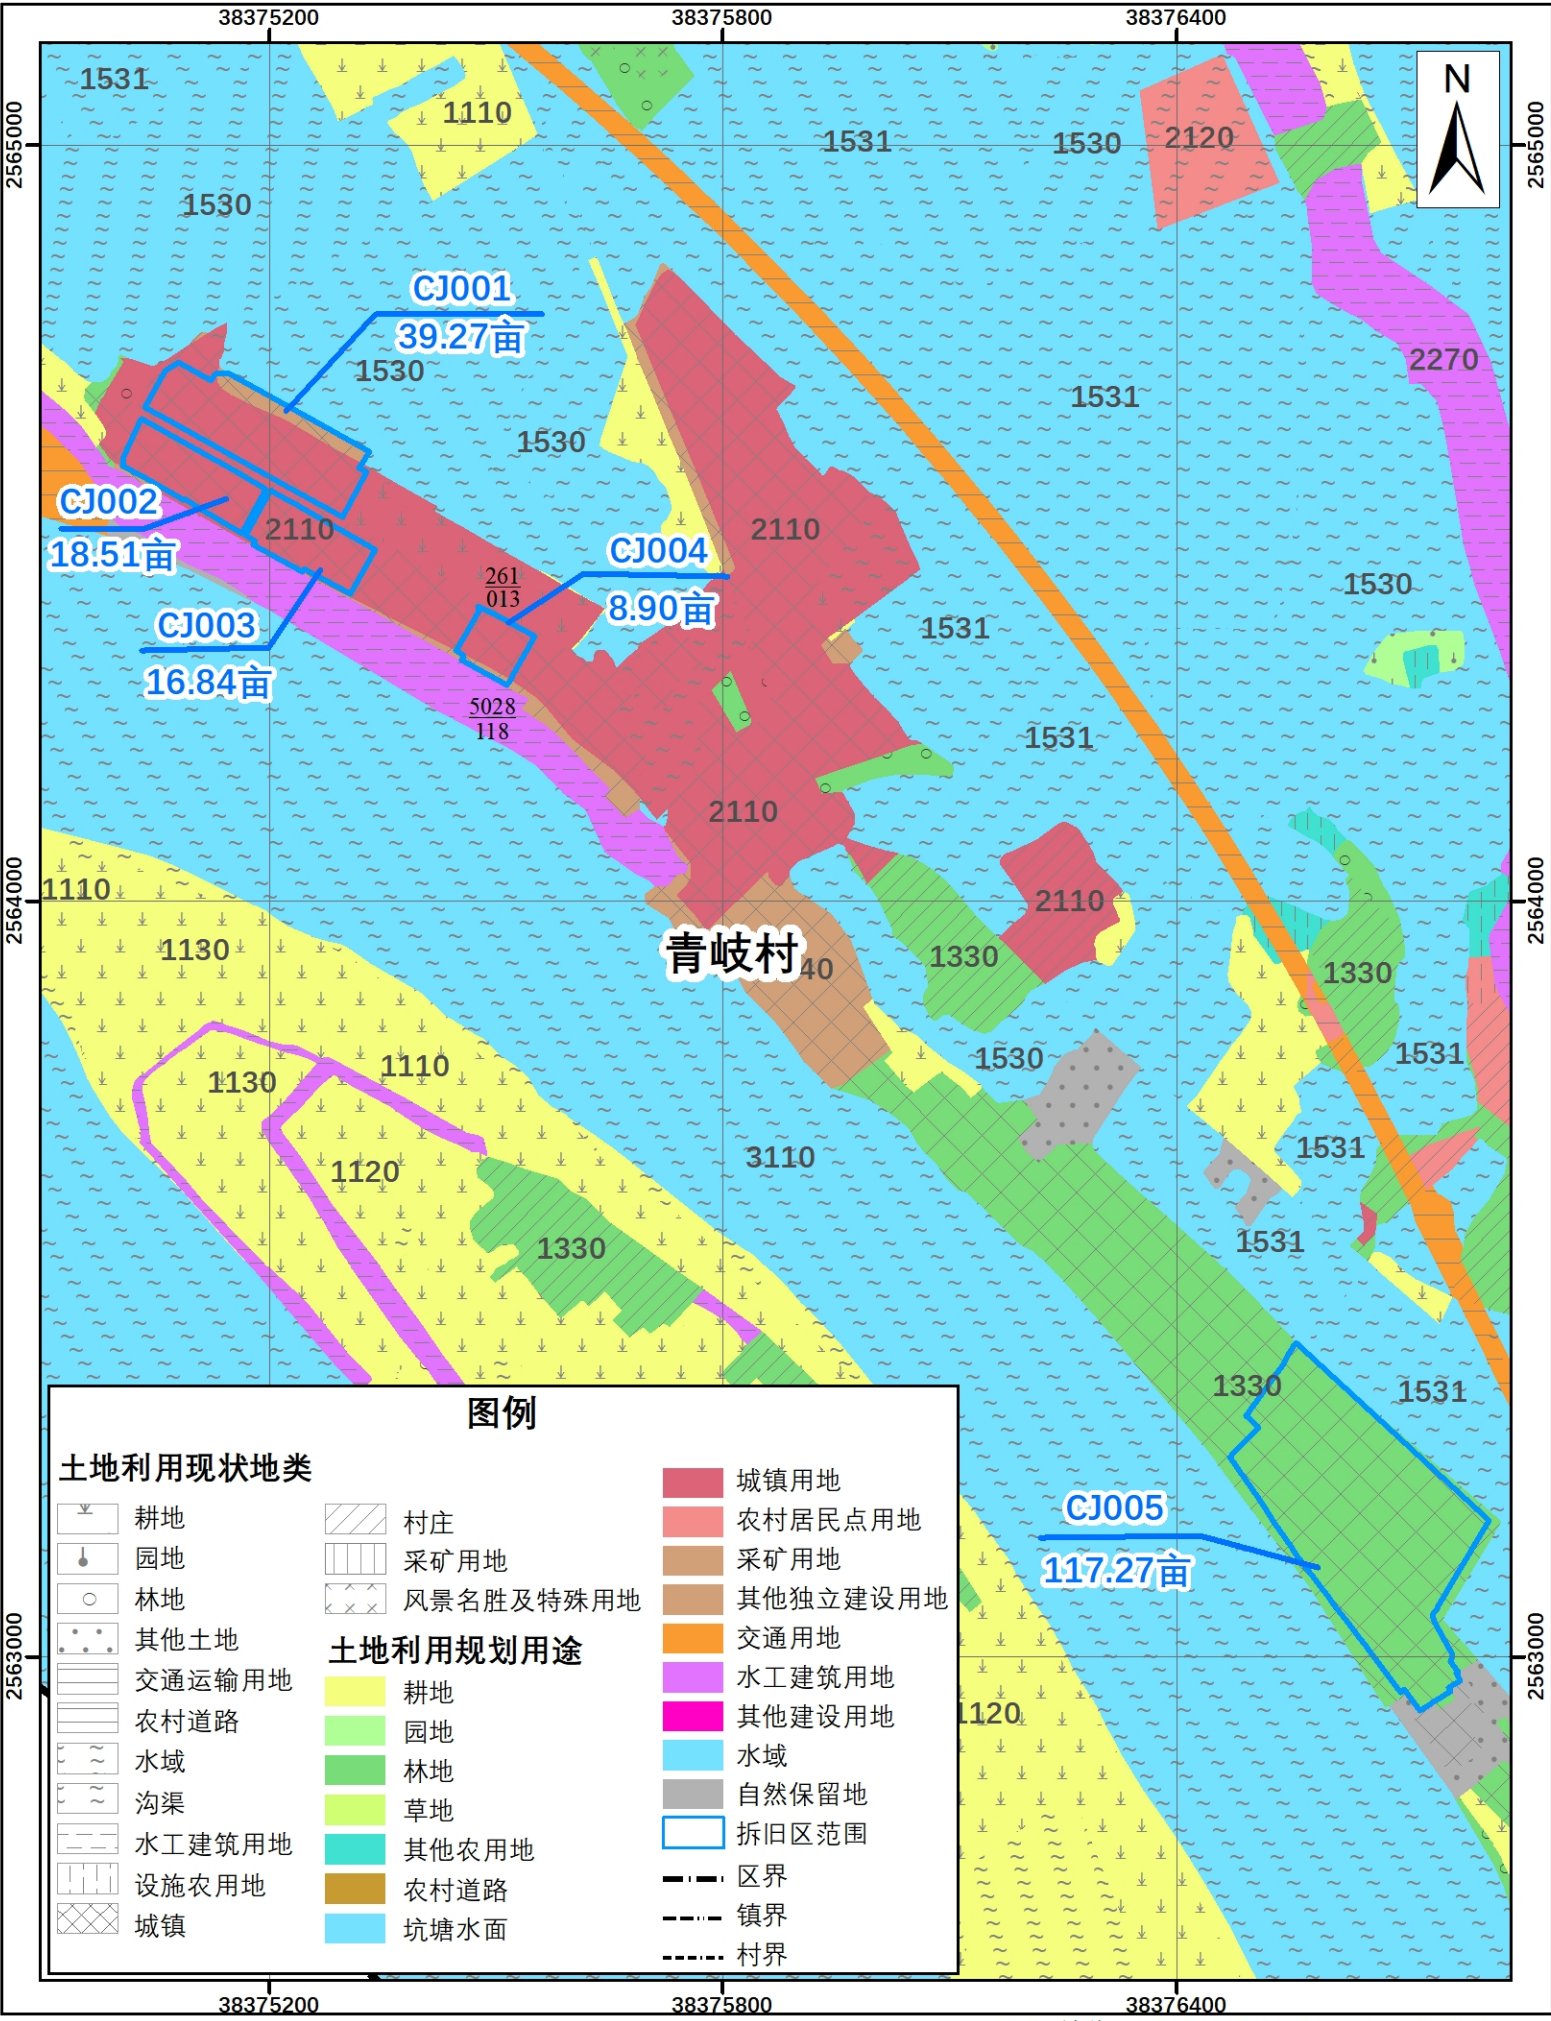 38375200
38375800
38376400
2565000
2565000
N
1531
1110
1531
1530
2120
1530
CJ001
39.27亩
1530
1531
2270
1530
CJ002
18.51亩
2110
2110
CJ004
8.90亩
261
013
1530
1531
CJ003
16.84亩
5028
118
1531
2110
1110
2110
2564000
2564000
1130
青岐村
40
1330
1330
1530
1531
1130
1110
1120
3110
1531
1330
1531
1330
1531
CJ005
117.27亩
2563000
2563000
1120
图例
土地利用现状地类
耕地
园地
林地
其他土地
交通运输用地
农村道路
水域
沟渠
水工建筑用地
设施农用地
城镇
村庄
采矿用地
风景名胜及特殊用地
土地利用规划用途
耕地
园地
林地
草地
其他农用地
农村道路
坑塘水面
城镇用地
农村居民点用地
采矿用地
其他独立建设用地
交通用地
水工建筑用地
其他建设用地
水域
自然保留地
拆旧区范围
区界
镇界
村界
38375200
38375800
38376400